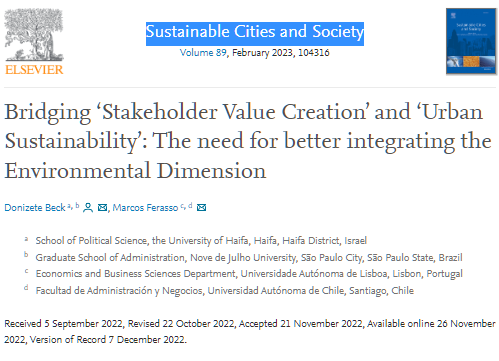 Sustainable Cities and Society
Volume 89, February 2023, 104316
ELSEVIER
Bridging ‘Stakeholder Value Creation’ and ‘Urban
Sustainability’: The need for better integrating the
Environmental Dimension
Donizete Beck a, b, Marcos Ferasso c, d
a School of Political Science, the University of Haifa, Haifa, Haifa District, Israel
b Graduate School of Administration, Nove de Julho University, São Paulo City, São Paulo State, Brazil
c Economics and Business Sciences Department, Universidade Autónoma de Lisboa, Lisbon, Portugal
d Facultad de Administración y Negocios, Universidad Autónoma de Chile, Santiago, Chile
Received 5 September 2022, Revised 22 October 2022, Accepted 21 November 2022, Available online 26 November
2022, Version of Record 7 December 2022.